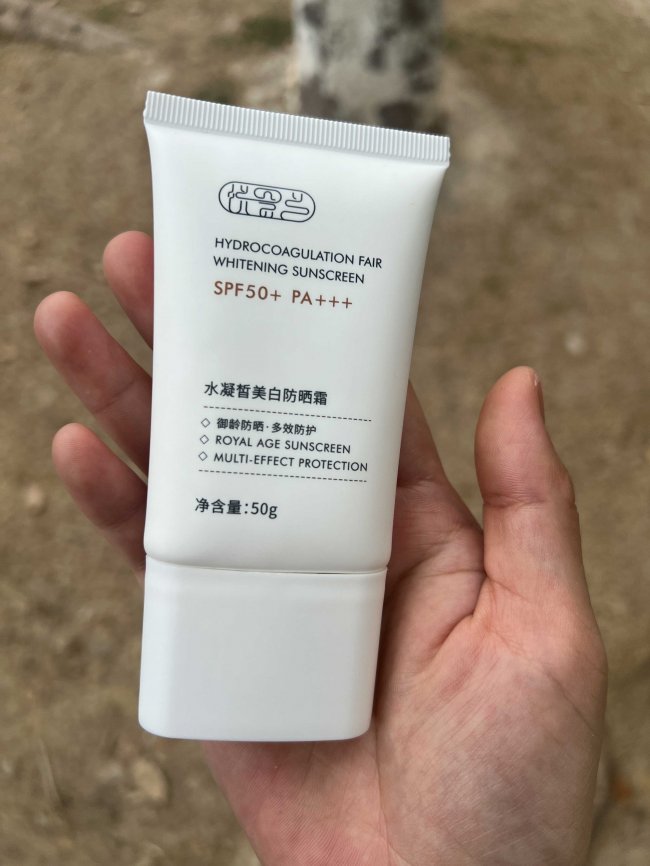 HYDROCOAGULATION FAIR
WHITENING SUNSCREEN
SPF50+ PA+++
水凝皙美白防晒霜
御龄防晒·多效防护
ROYAL AGE SUNSCREEN
MULTI-EFFECT PROTECTION
净含量:50g